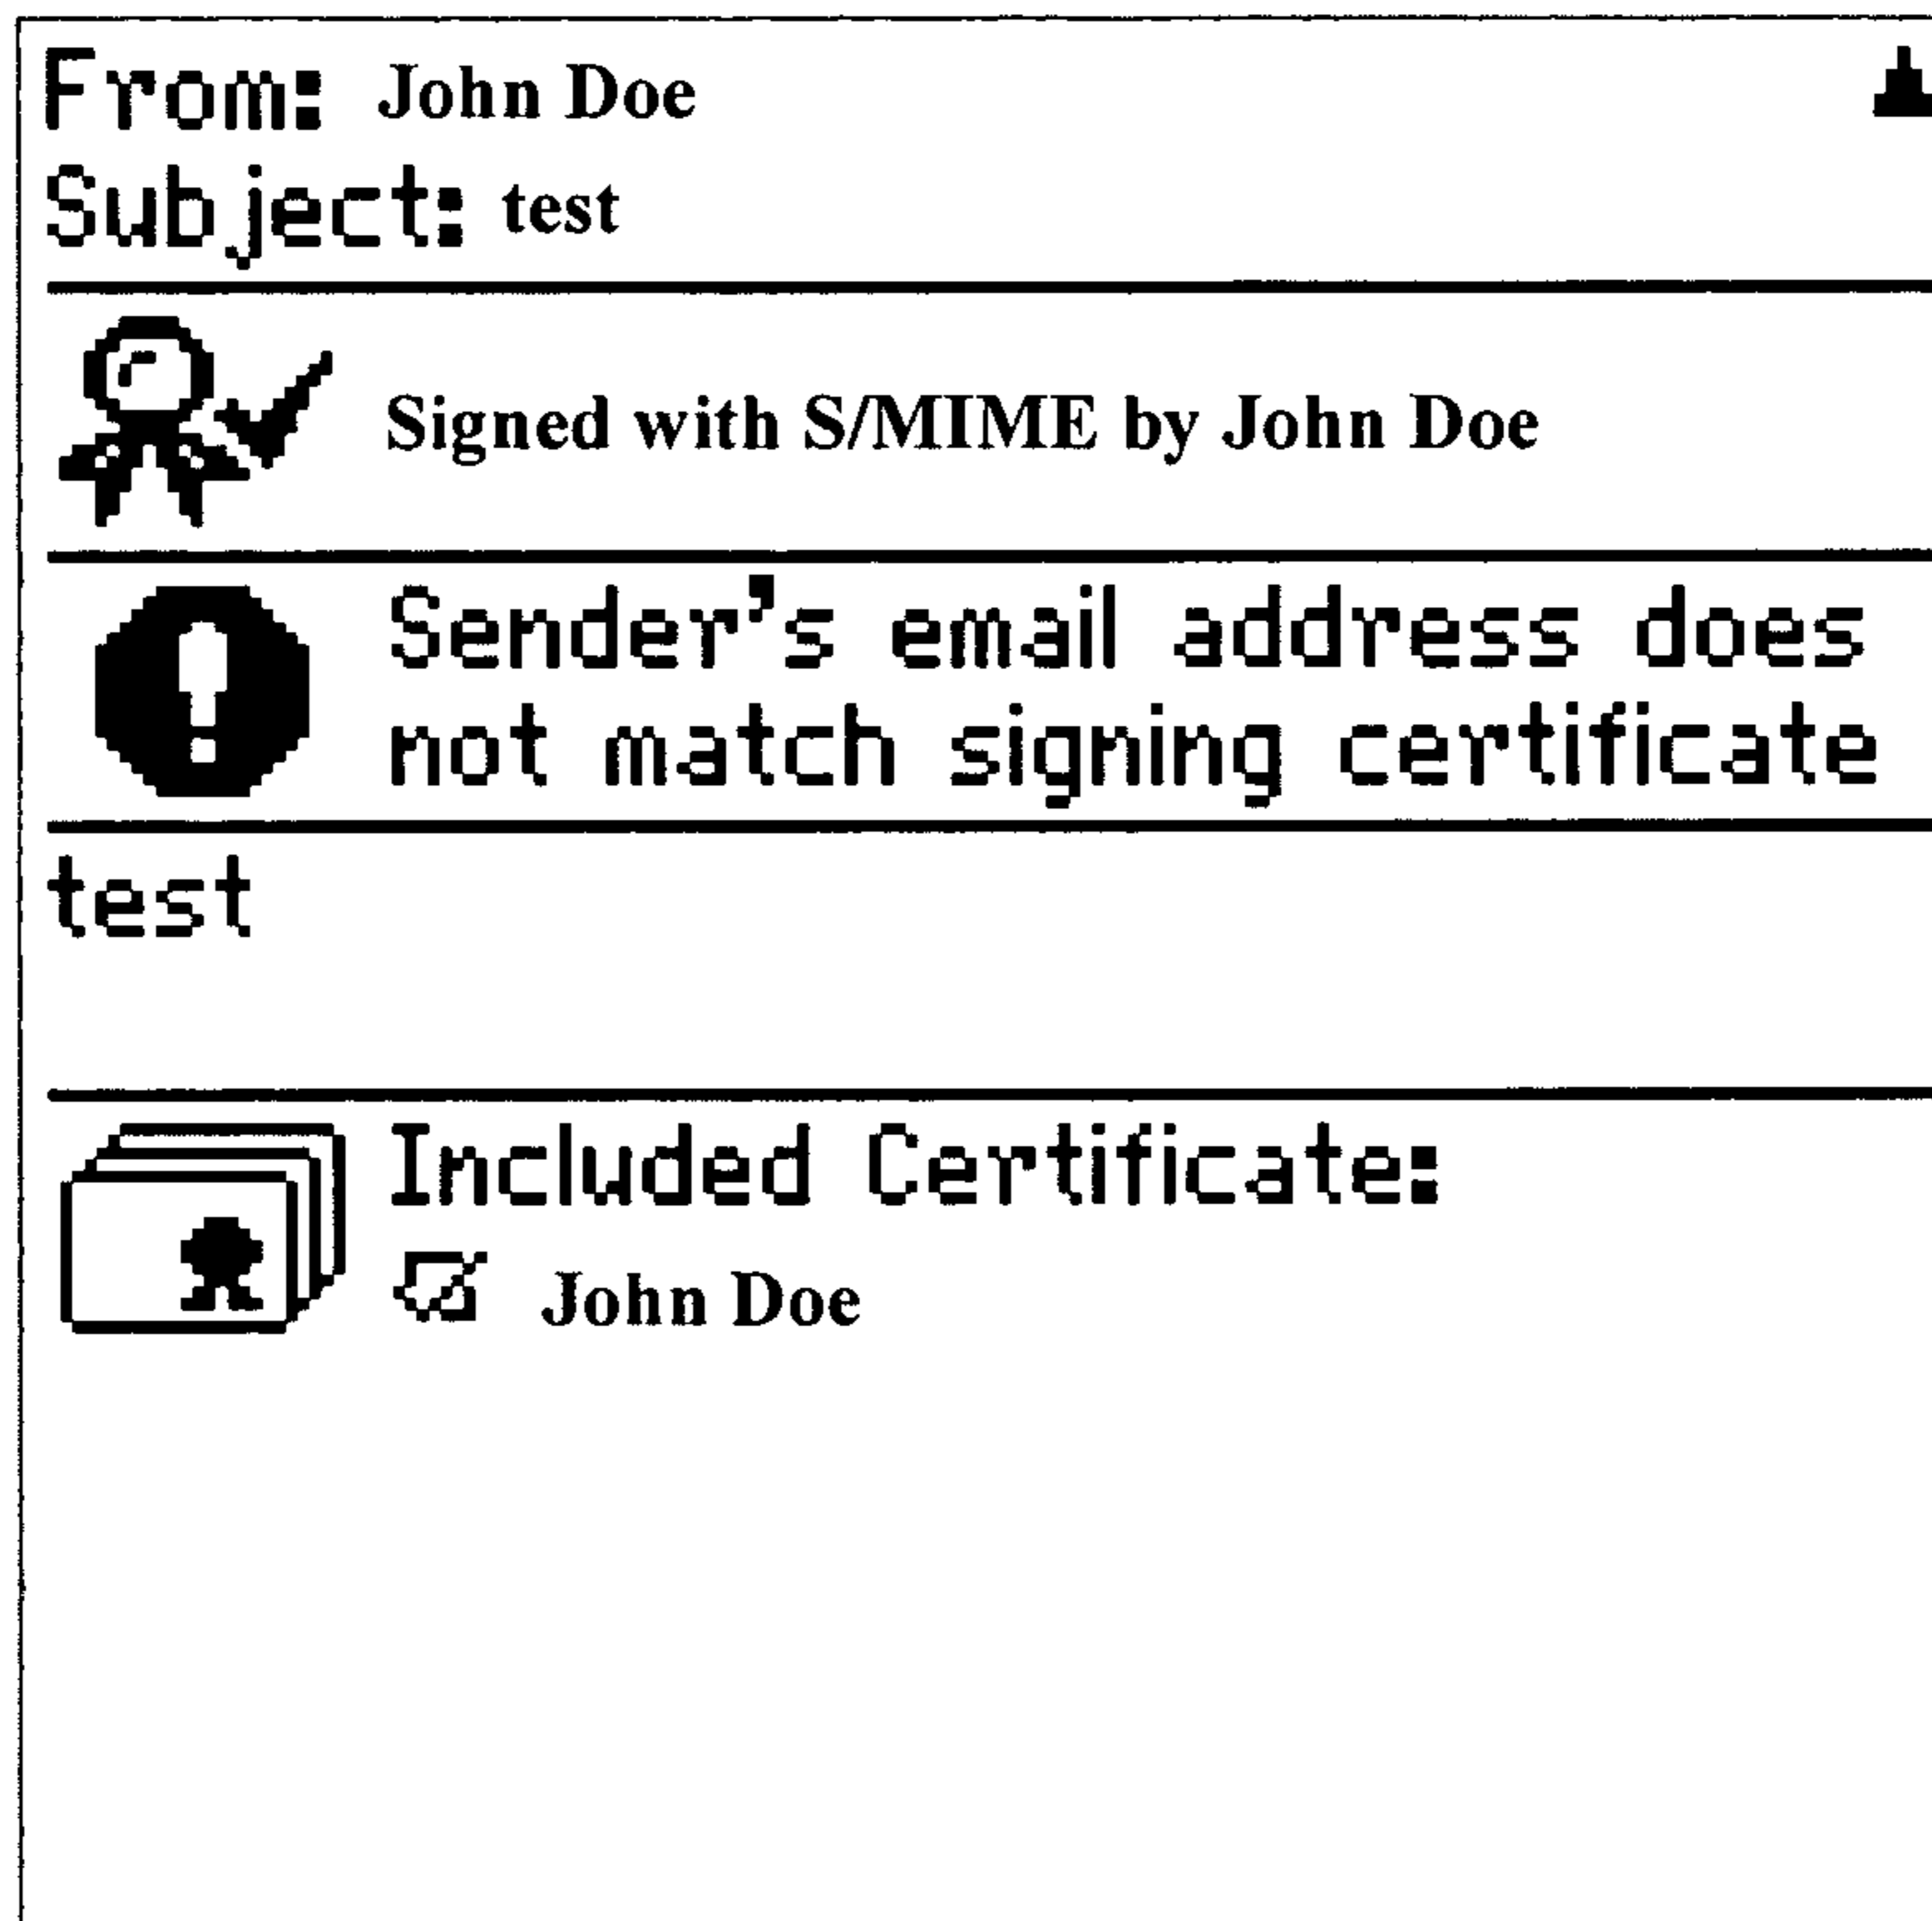 From: John Doe
Subject: test
Signed with S/MIME by John Doe
Sender's email address does
not match signing certificate
test
Included Certificate:
John Doe